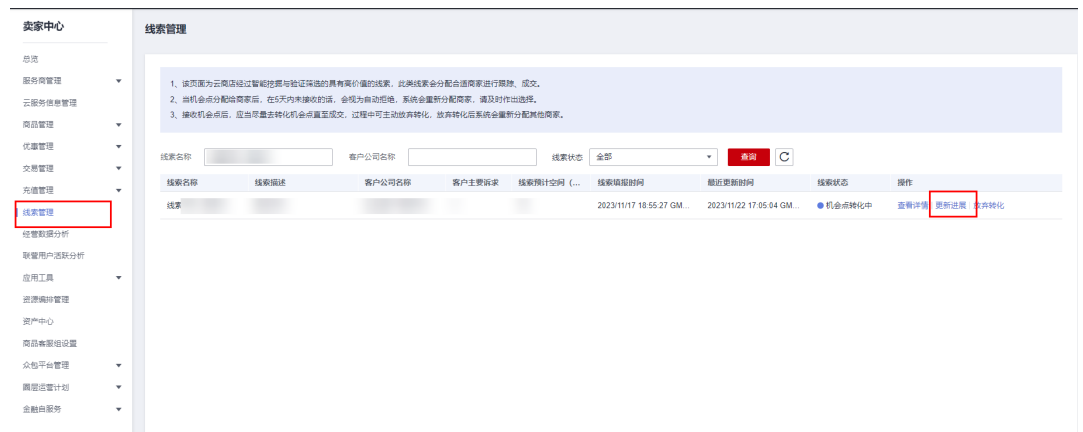 卖家中心
线索管理
总览
服务商管理
云服务信息管理
商品管理
优惠管理
交易管理
充值管理
线索管理
经营数据分析
联营用户活跃分析
应用工具
资源编排管理
资产中心
商品客服组设置
众包平台管理
圈层运营计划
金融自服务
1、该页面为云商店经过智能挖掘与验证筛选的具有高价值的线索，此类线索会分配合适商家进行跟踪、成交。
2、当机会点分配给商家后，在5天内未接收的话，会视为自动拒绝，系统会重新分配商家，请及时作出选择。
3、接收机会点后，应当尽量去转化机会点直至成交，过程中可主动放弃转化，放弃转化后系统会重新分配其他商家。
线索名称 客户公司名称 线索状态 全部 查询
线索名称 线索描述 客户公司名称 客户主要诉求 线索预计空间（... 线索填报时间 最近更新时间 线索状态 操作
线索 2023/11/17 18:55:27 GM... 2023/11/22 17:05:04 GM... 机会点转化中 查看详情 更新进展 放弃转化